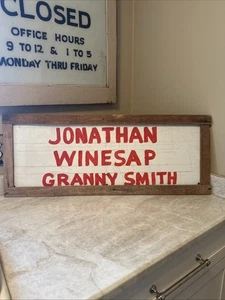 CLOSED
OFFICE HOURS
9 TO 12 & 1 TO 5
MONDAY THRU FRIDAY
JONATHAN
WINESAP
GRANNY SMITH